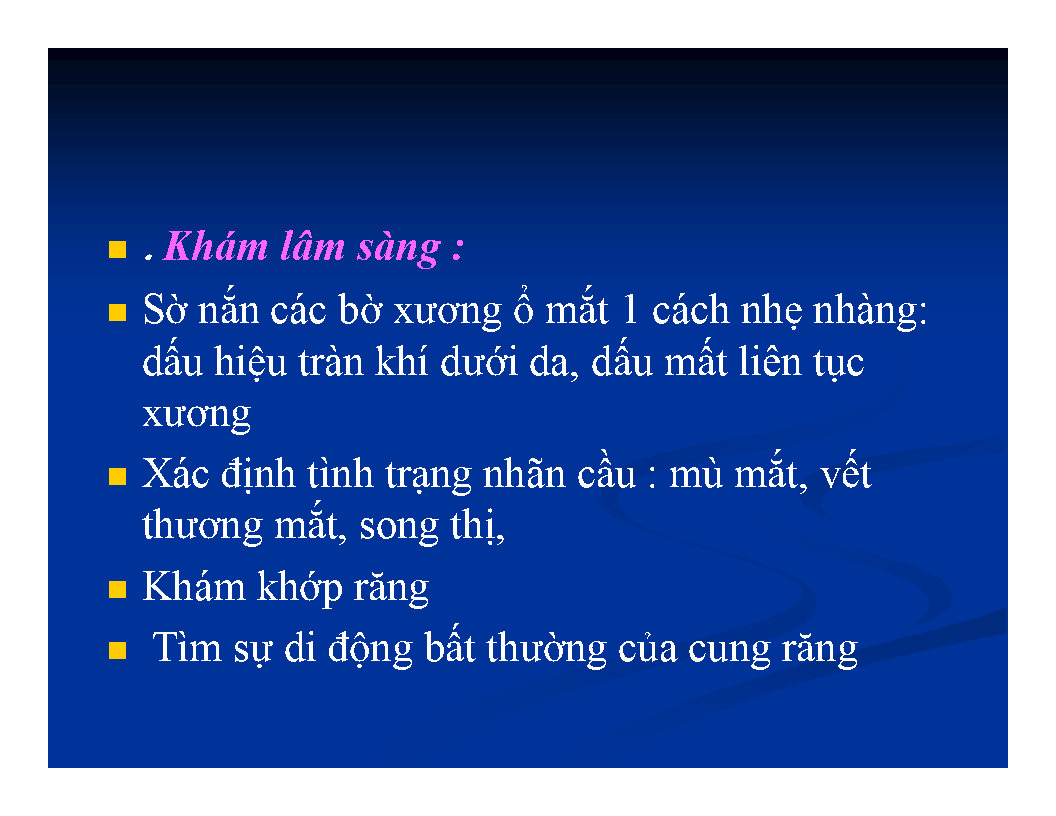 . Khám lâm sàng :
Sờ nắn các bờ xương ổ mắt 1 cách nhẹ nhàng:
dấu hiệu tràn khí dưới da, dấu mất liên tục
xương
Xác định tình trạng nhãn cầu : mù mắt, vết
thương mắt, song thị,
Khám khớp răng
Tìm sự di động bất thường của cung răng